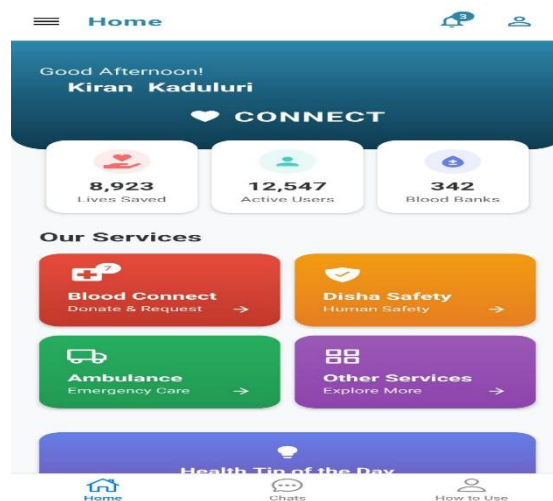 Home
3
Good Afternoon!
Kiran Kaduluri
CONNECT
8,923
12,547
342
Lives Saved
Active Users
Blood Banks
Our Services
7
Blood Connect
Donate & Request →
Disha Safety
Human Safety →
Ambulance
Emergency Care →
Other Services
Explore More →
Health Tip of the Day
Home
Chats
How to Use